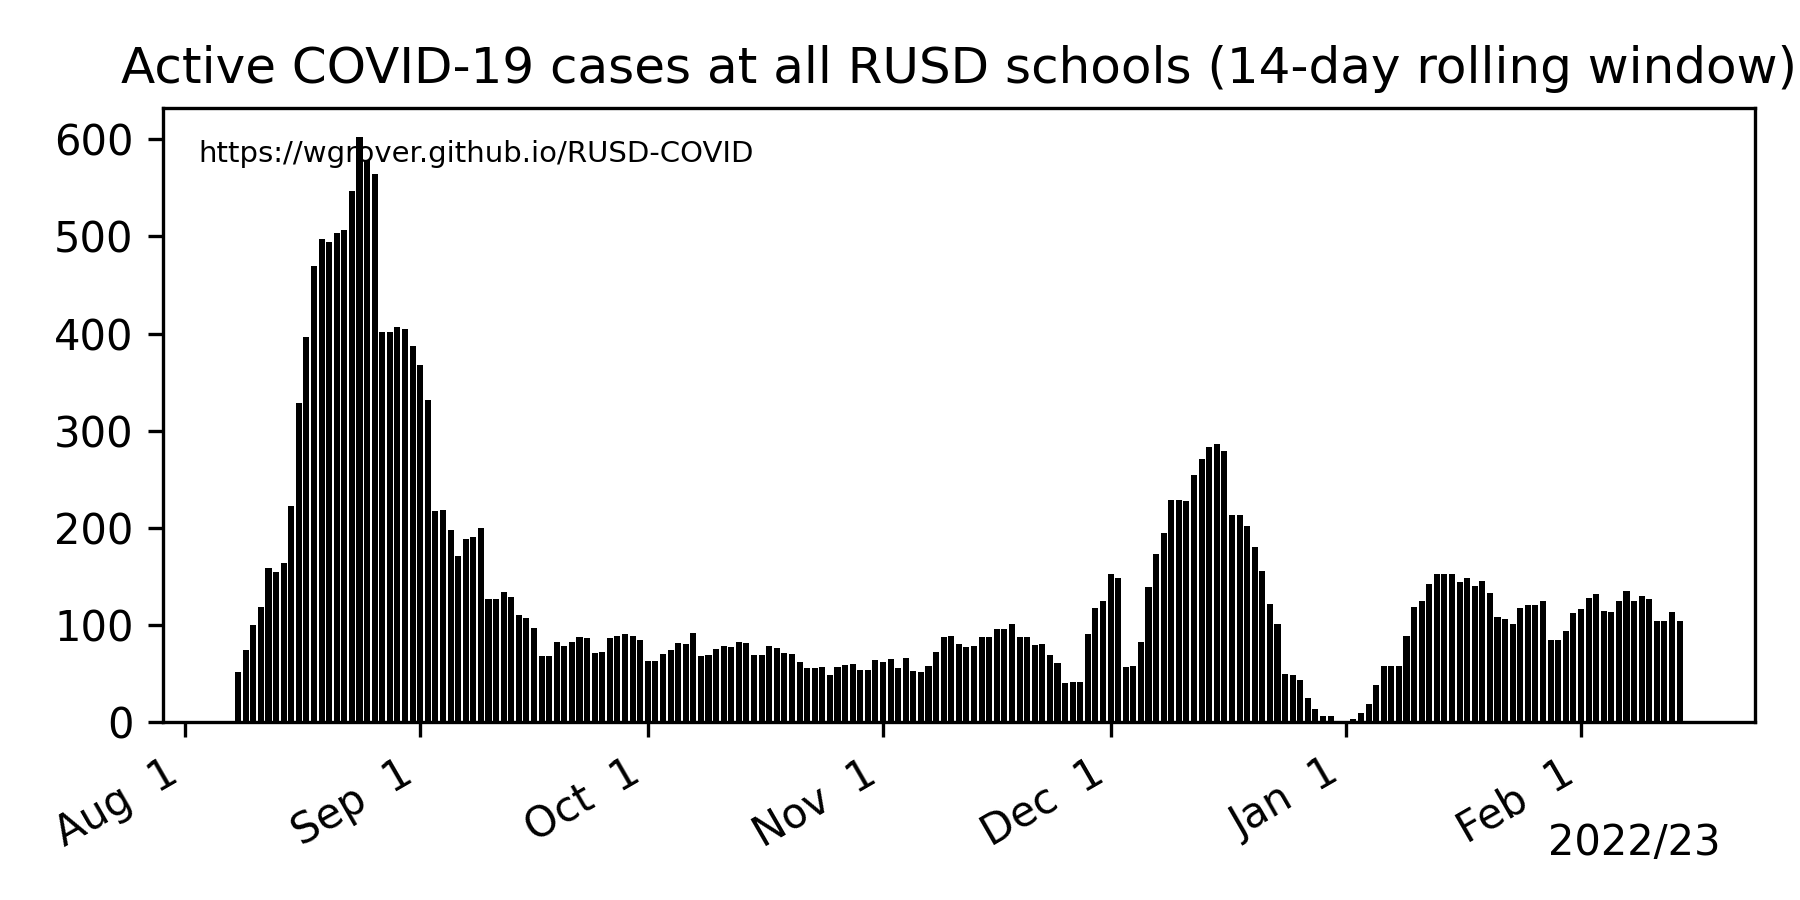 Active COVID-19 cases at all RUSD schools (14-day rolling window)
https://wgrover.github.io/RUSD-COVID
600
500
400
300
200
100
0
Aug 1
Sep 1
Oct 1
Nov 1
Dec 1
Jan 1
Feb 1
2022/23